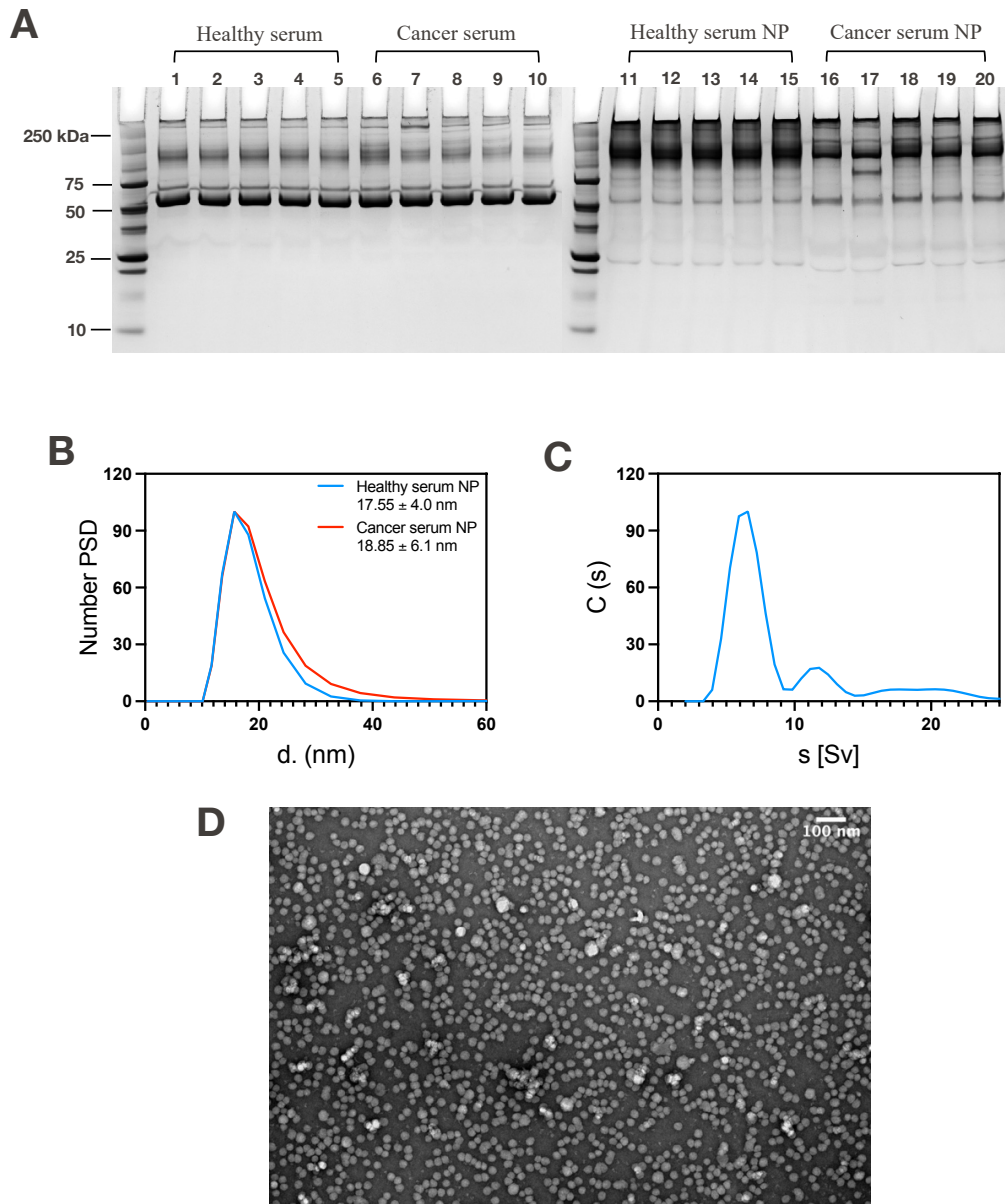 A
Healthy serum Cancer serum Healthy serum NP Cancer serum NP
1 2 3 4 5 6 7 8 9 10 11 12 13 14 15 16 17 18 19 20
250 kDa
75
50
25
10
B
120
90
60
30
0
Number PSD
Healthy serum NP
17.55 ± 4.0 nm
Cancer serum NP
18.85 ± 6.1 nm
0 20 40 60
d. (nm)
C
120
90
60
30
0
C (s)
0 10 20
s [Sv]
D
100 nm